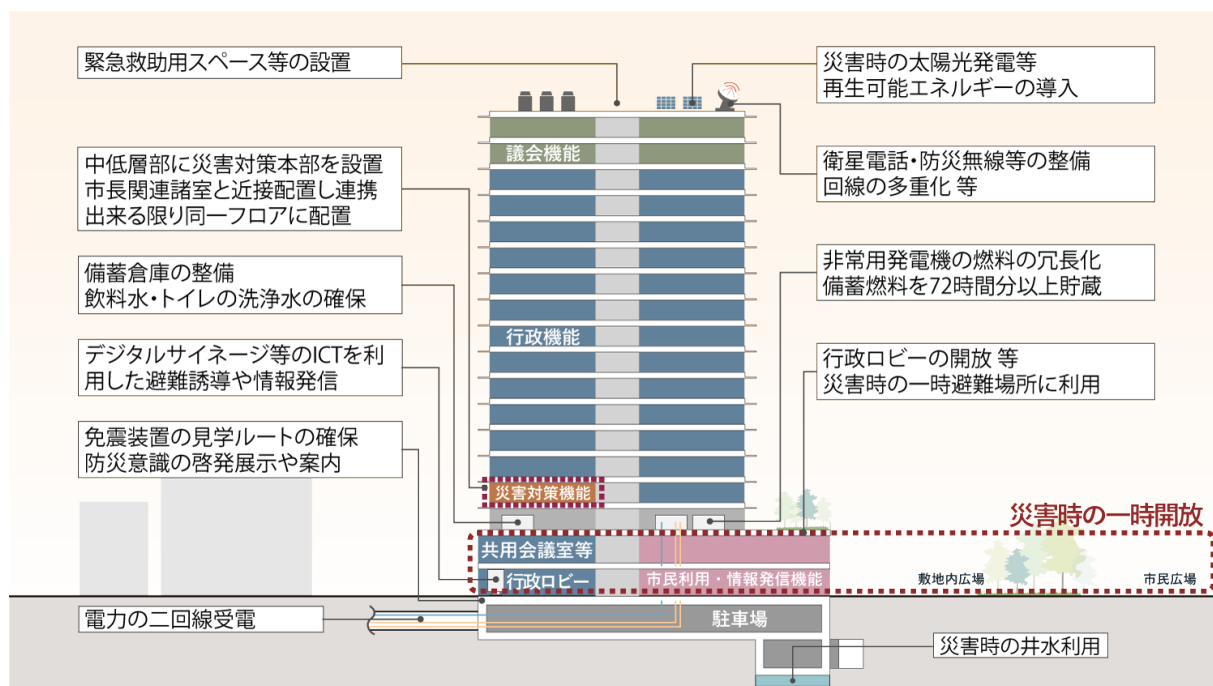 緊急救助用スペース等の設置
中低層部に災害対策本部を設置
市長関連諸室と近接配置し連携
出来る限り同一フロアに配置
備蓄倉庫の整備
飲料水・トイレの洗浄水の確保
デジタルサイネージ等のICTを利
用した避難誘導や情報発信
免震装置の見学ルートの確保
防災意識の啓発展示や案内
電力の二回線受電
議会機能
行政機能
災害対策機能
共用会議室等
行政ロビー
市民利用・情報発信機能
駐車場
災害時の太陽光発電等
再生可能エネルギーの導入
衛星電話・防災無線等の整備
回線の多重化 等
非常用発電機の燃料の冗長化
備蓄燃料を72時間分以上貯蔵
行政ロビーの開放 等
災害時の一時避難場所に利用
災害時の一時開放
敷地内広場
市民広場
災害時の井水利用